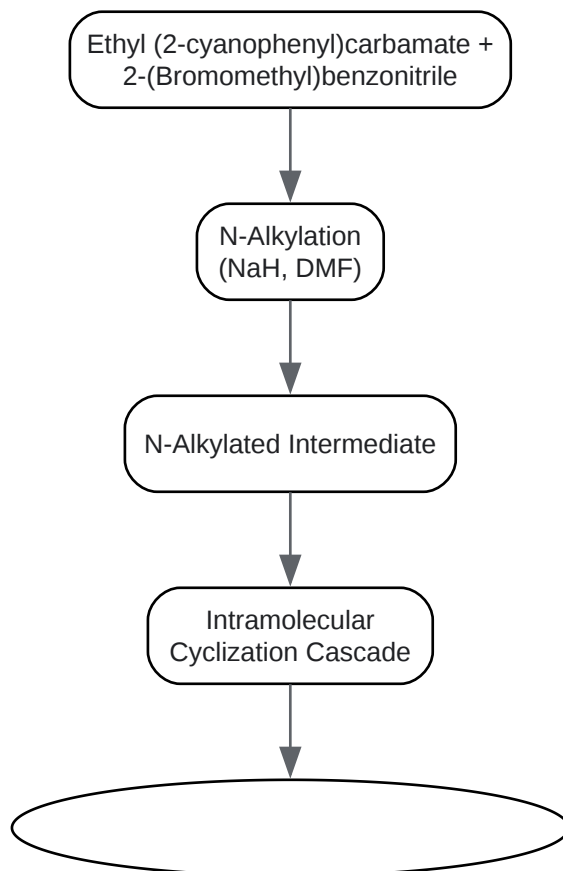 Ethyl (2-cyanophenyl)carbamate +
2-(Bromomethyl)benzonitrile
N-Alkylation
(NaH, DMF)
N-Alkylated Intermediate
Intramolecular
Cyclization Cascade